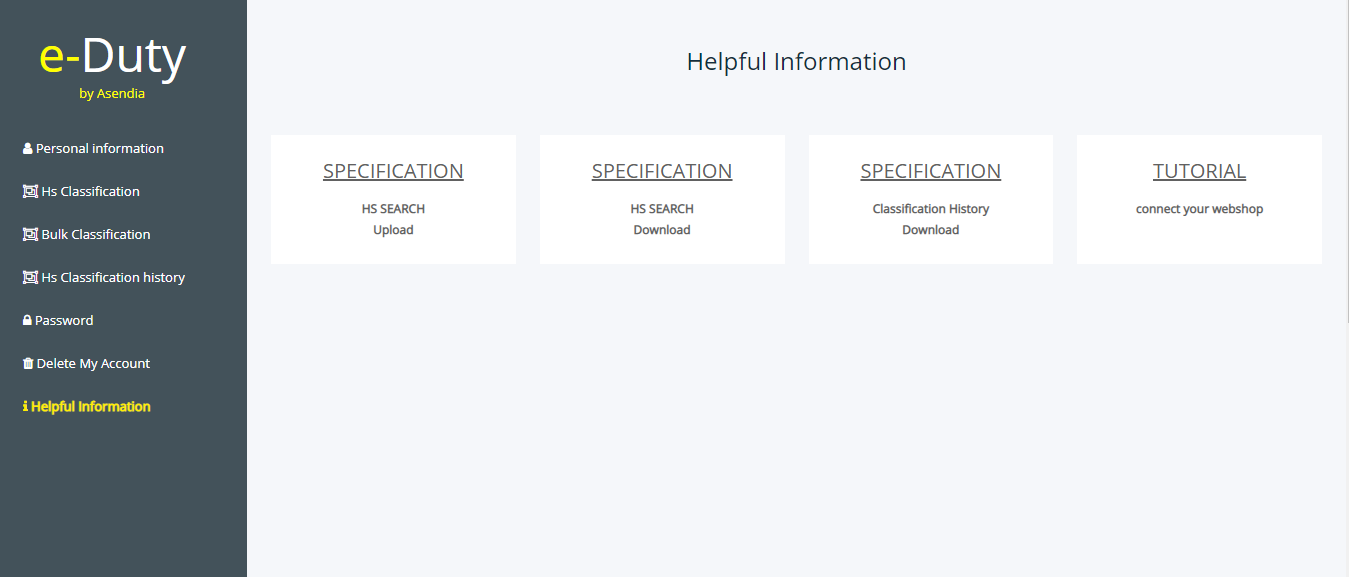 e-Duty
by Asendia
Personal information
Hs Classification
Bulk Classification
Hs Classification history
Password
Delete My Account
Helpful Information
Helpful Information
SPECIFICATION
HS SEARCH
Upload
SPECIFICATION
HS SEARCH
Download
SPECIFICATION
Classification History
Download
TUTORIAL
connect your webshop